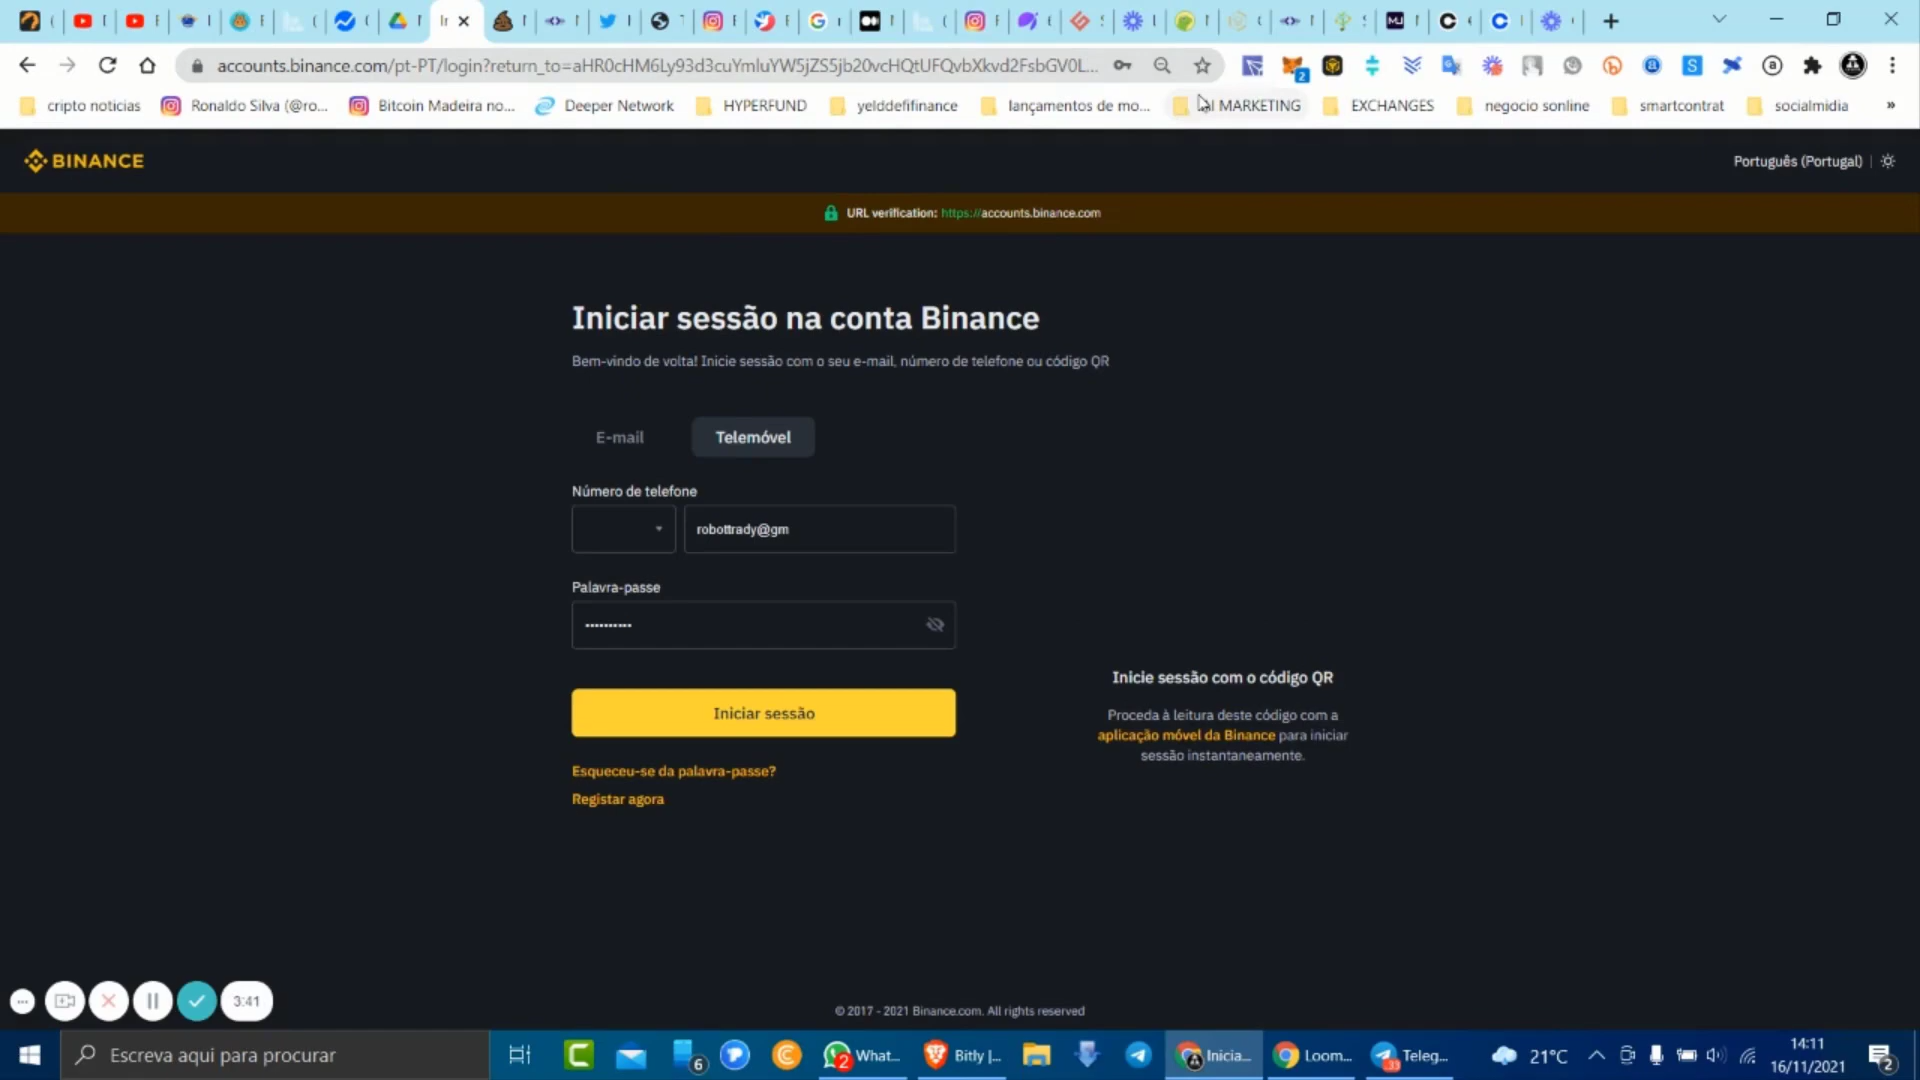 accounts.binance.com/pt-PT/login?return_to=aHR0cHM6Ly93d3cuYmluYW5jZS5jb20vcHQtUFQvbXkvd2FsbGV0L...
2
cripto noticias
Ronaldo Silva (@ro...
Bitcoin Madeira no...
Deeper Network
HYPERFUND
yelddefifinance
lançamentos de mo...
MARKETING
EXCHANGES
negocio sonline
smartcontrat
socialmidia
»
BINANCE
Português (Portugal)
URL verification: https://accounts.binance.com
Iniciar sessão na conta Binance
Bem-vindo de volta! Inicie sessão com o seu e-mail, número de telefone ou código QR
E-mail
Telemóvel
Número de telefone
robottrady@gm
Palavra-passe
Iniciar sessão
Esqueceu-se da palavra-passe?
Registar agora
Inicie sessão com o código QR
Proceda à leitura deste código com a
aplicação móvel da Binance para iniciar
sessão instantaneamente.
3:41
© 2017 - 2021 Binance.com. All rights reserved
Escreva aqui para procurar
6
2
What...
Bitly |...
Inicia...
Loom...
33
Teleg...
21°C
14:11
16/11/2021
2